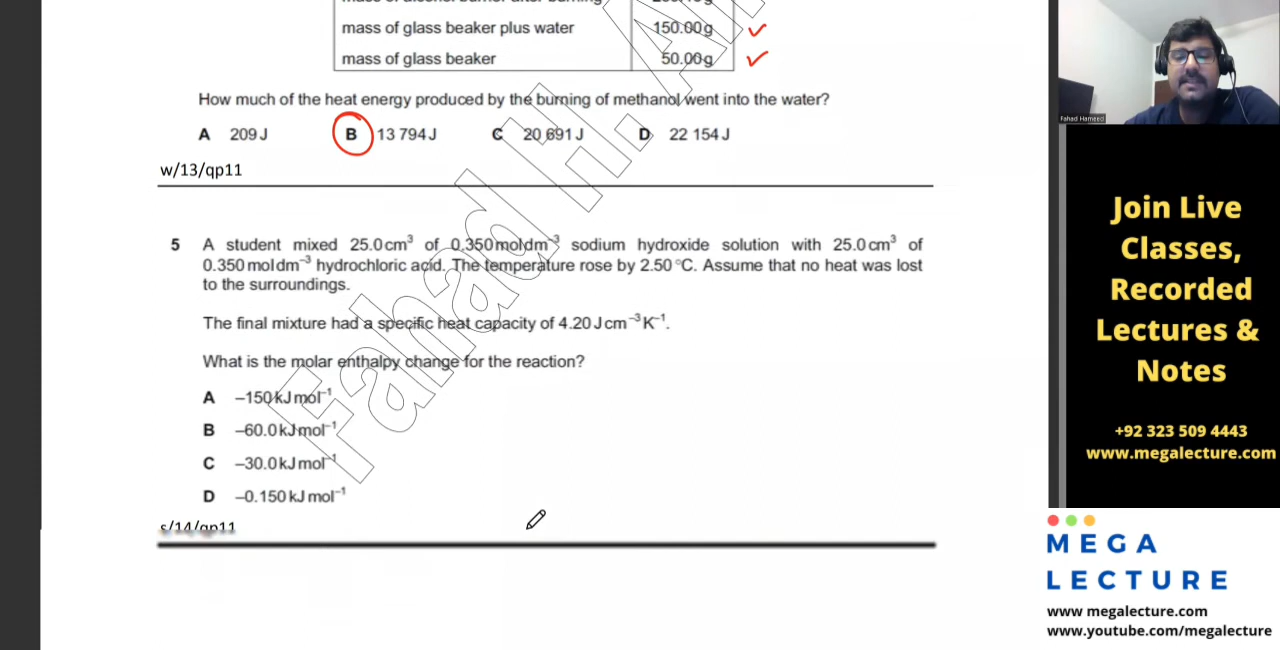 mass of glass beaker plus water 150.00g
mass of glass beaker 50.00g
How much of the heat energy produced by the burning of methanol went into the water?
A 209 J B 13 794 J C 20 691 J D 22 154 J
w/13/qp11
5 A student mixed 25.0 cm³ of 0.350 mol dm⁻³ sodium hydroxide solution with 25.0 cm³ of
0.350 mol dm⁻³ hydrochloric acid. The temperature rose by 2.50 °C. Assume that no heat was lost
to the surroundings.
The final mixture had a specific heat capacity of 4.20 J cm⁻³ K⁻¹.
What is the molar enthalpy change for the reaction?
A –150 kJ mol⁻¹
B –60.0 kJ mol⁻¹
C –30.0 kJ mol⁻¹
D –0.150 kJ mol⁻¹
s/14/qp11
Fahad H.
Fahad Hameed
Join Live
Classes,
Recorded
Lectures &
Notes
+92 323 509 4443
www.megalecture.com
MEGA
LECTURE
www megalecture.com
www.youtube.com/megalecture